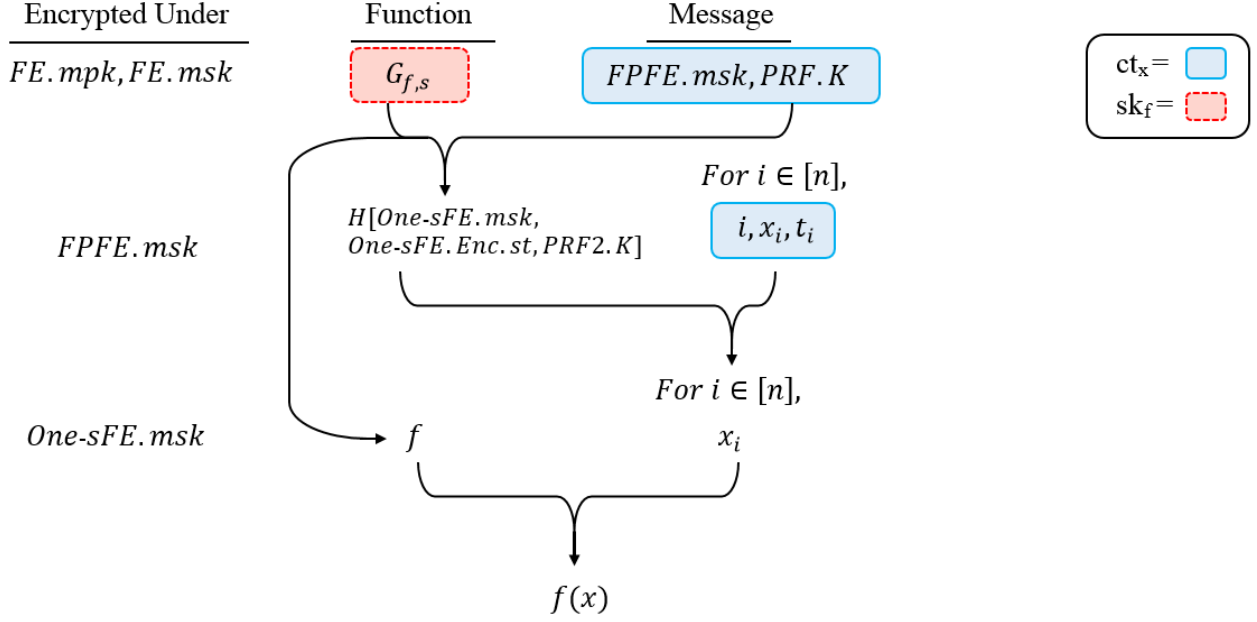 Encrypted Under Function Message
FE.mpk, FE.msk G_{f,s} FPFE.msk, PRF.K
ct_x=
sk_f=
For i ∈ [n],
H[One-sFE.msk,
One-sFE.Enc.st, PRF2.K]
i, x_i, t_i
FPFE.msk
For i ∈ [n],
One-sFE.msk f x_i
f(x)